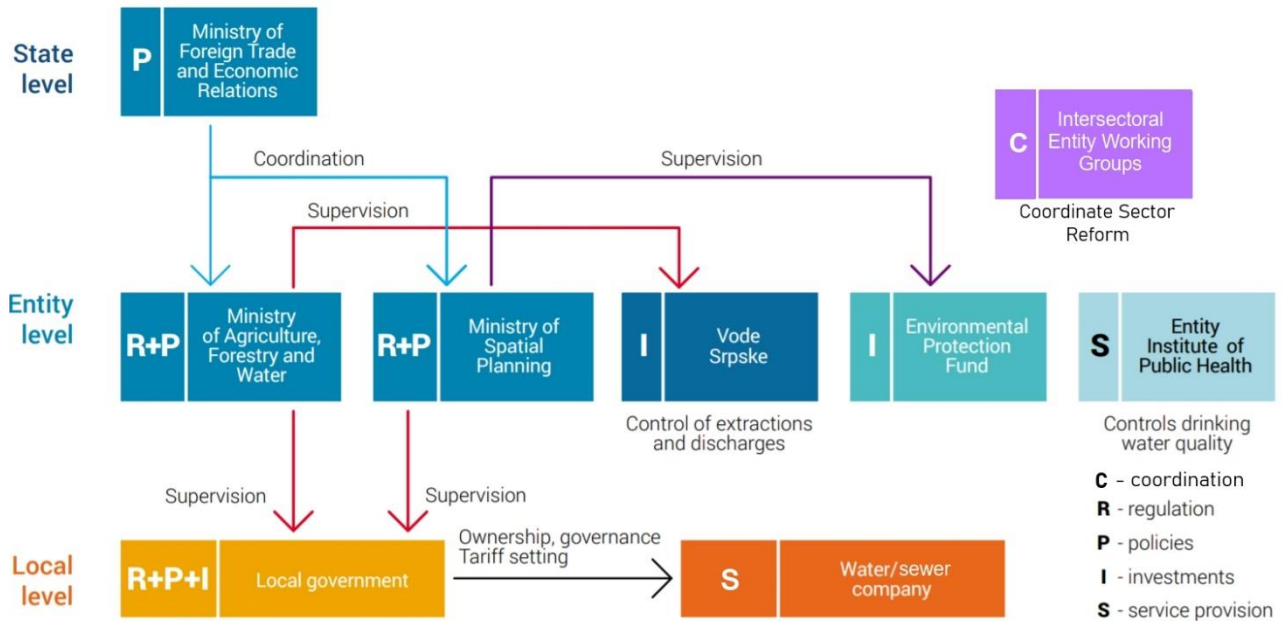 State
level
P
Ministry of
Foreign Trade
and Economic
Relations
C
Intersectoral
Entity Working
Groups
Coordinate Sector
Reform
Coordination
Supervision
Supervision
Entity
level
R+P
Ministry
of Agriculture,
Forestry and
Water
R+P
Ministry of
Spatial
Planning
I
Vode
Srpske
Control of extractions
and discharges
I
Environmental
Protection
Fund
S
Entity
Institute of
Public Health
Controls drinking
water quality
Supervision
Supervision
Local
level
R+P+I
Local government
Ownership, governance
Tariff setting
S
Water/sewer
company
C - coordination
R - regulation
P - policies
I - investments
S - service provision